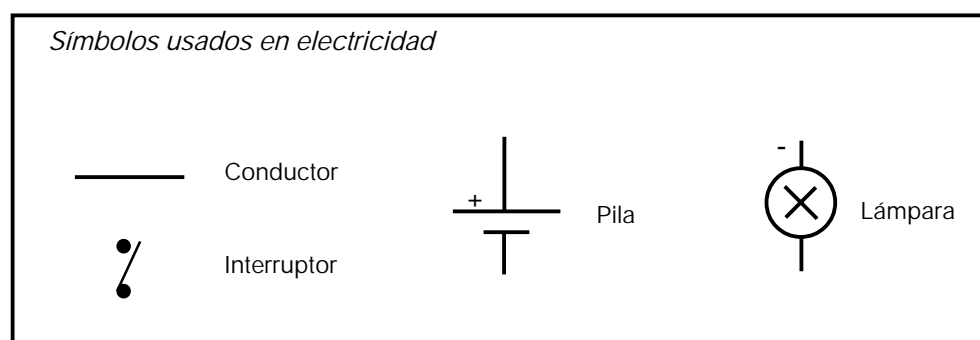 Símbolos usados en electricidad
-
Conductor
+
Pila
Lámpara
Interruptor